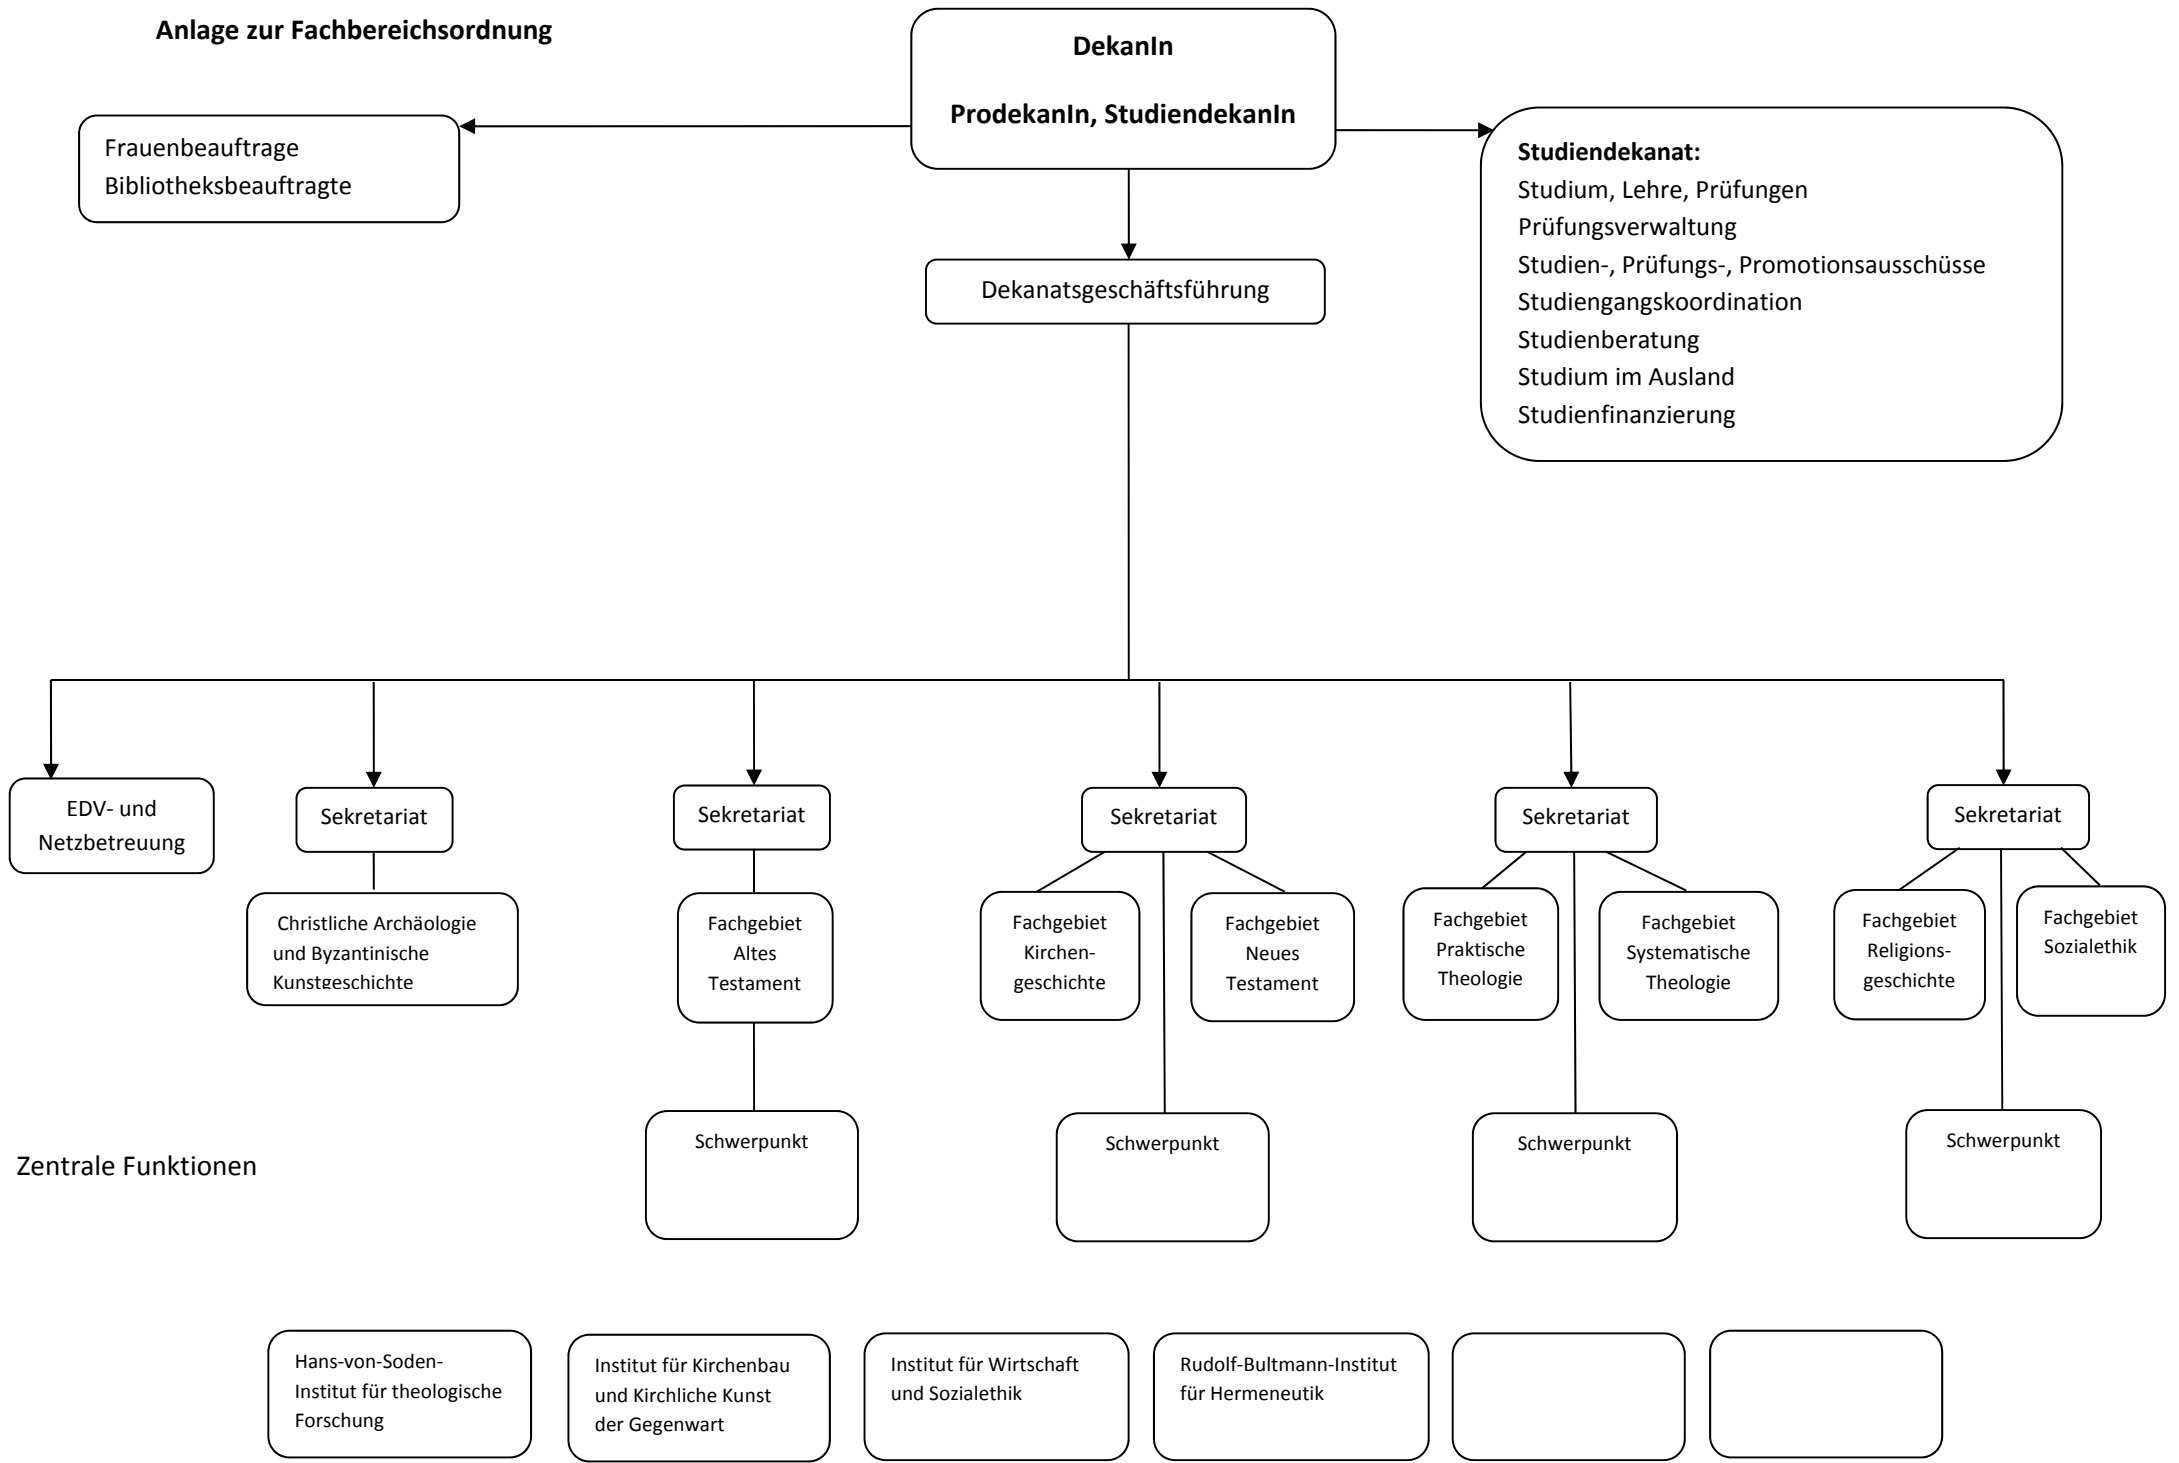 Anlage zur Fachbereichsordnung
DekanIn
ProdekanIn, StudiendekanIn
Frauenbeauftrage
Bibliotheksbeauftragte
Studiendekanat:
Studium, Lehre, Prüfungen
Prüfungsverwaltung
Studien-, Prüfungs-, Promotionsausschüsse
Studiengangskoordination
Studienberatung
Studium im Ausland
Studienfinanzierung
Dekanatsgeschäftsführung
EDV- und
Netzbetreuung
Sekretariat
Sekretariat
Sekretariat
Sekretariat
Sekretariat
Christliche Archäologie
und Byzantinische
Kunstgeschichte
Fachgebiet
Altes
Testament
Fachgebiet
Kirchen-
geschichte
Fachgebiet
Neues
Testament
Fachgebiet
Praktische
Theologie
Fachgebiet
Systematische
Theologie
Fachgebiet
Religions-
geschichte
Fachgebiet
Sozialethik
Schwerpunkt
Schwerpunkt
Schwerpunkt
Schwerpunkt
Zentrale Funktionen
Hans-von-Soden-
Institut für theologische
Forschung
Institut für Kirchenbau
und Kirchliche Kunst
der Gegenwart
Institut für Wirtschaft
und Sozialethik
Rudolf-Bultmann-Institut
für Hermeneutik